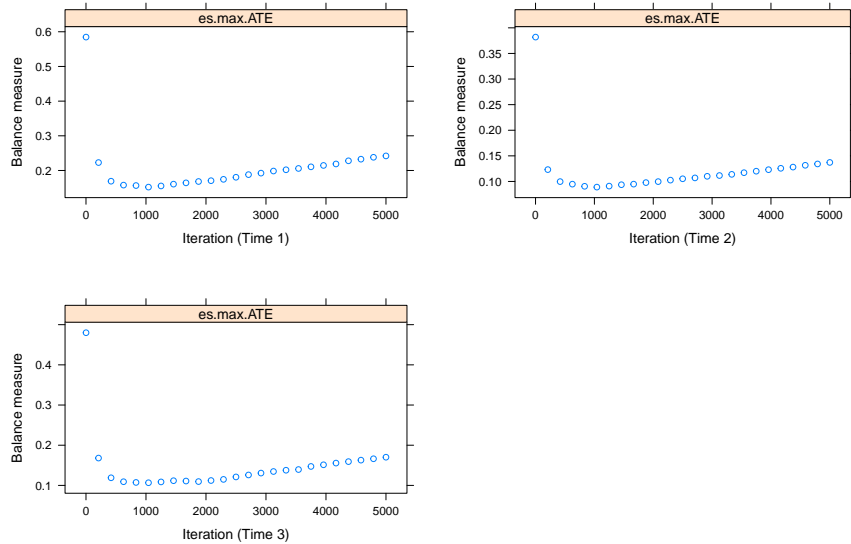 es.max.ATE
Balance measure
0.6
0.5
0.4
0.3
0.2
0 1000 2000 3000 4000 5000
Iteration (Time 1)
es.max.ATE
Balance measure
0.35
0.30
0.25
0.20
0.15
0.10
0 1000 2000 3000 4000 5000
Iteration (Time 2)
es.max.ATE
Balance measure
0.4
0.3
0.2
0.1
0 1000 2000 3000 4000 5000
Iteration (Time 3)